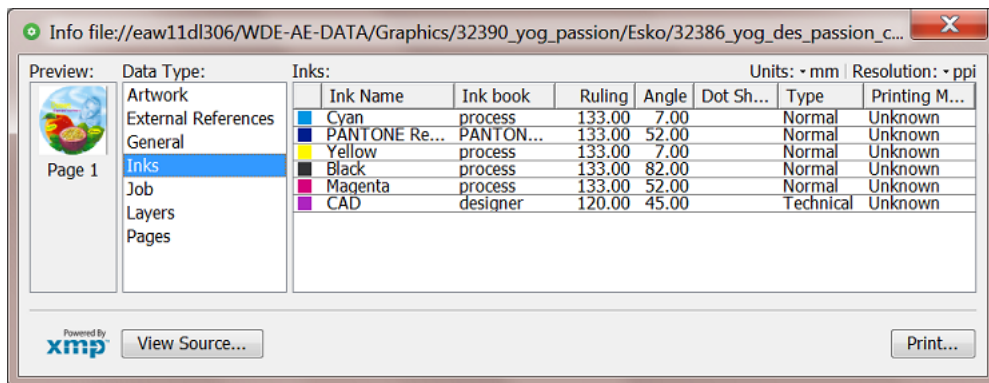 Info file://eaw11dl306/WDE-AE-DATA/Graphics/32390_yog_passion/Esko/32386_yog_des_passion_c...
Preview: Data Type: Inks: Units: mm Resolution: ppi
Page 1
Artwork
External References
General
Inks
Job
Layers
Pages
Ink Name Ink book Ruling Angle Dot Sh... Type Printing M...
Cyan process 133.00 7.00 Normal Unknown
PANTONE Re... PANTON... 133.00 52.00 Normal Unknown
Yellow process 133.00 7.00 Normal Unknown
Black process 133.00 82.00 Normal Unknown
Magenta process 133.00 52.00 Normal Unknown
CAD designer 120.00 45.00 Technical Unknown
Powered By
xmp
View Source...
Print...